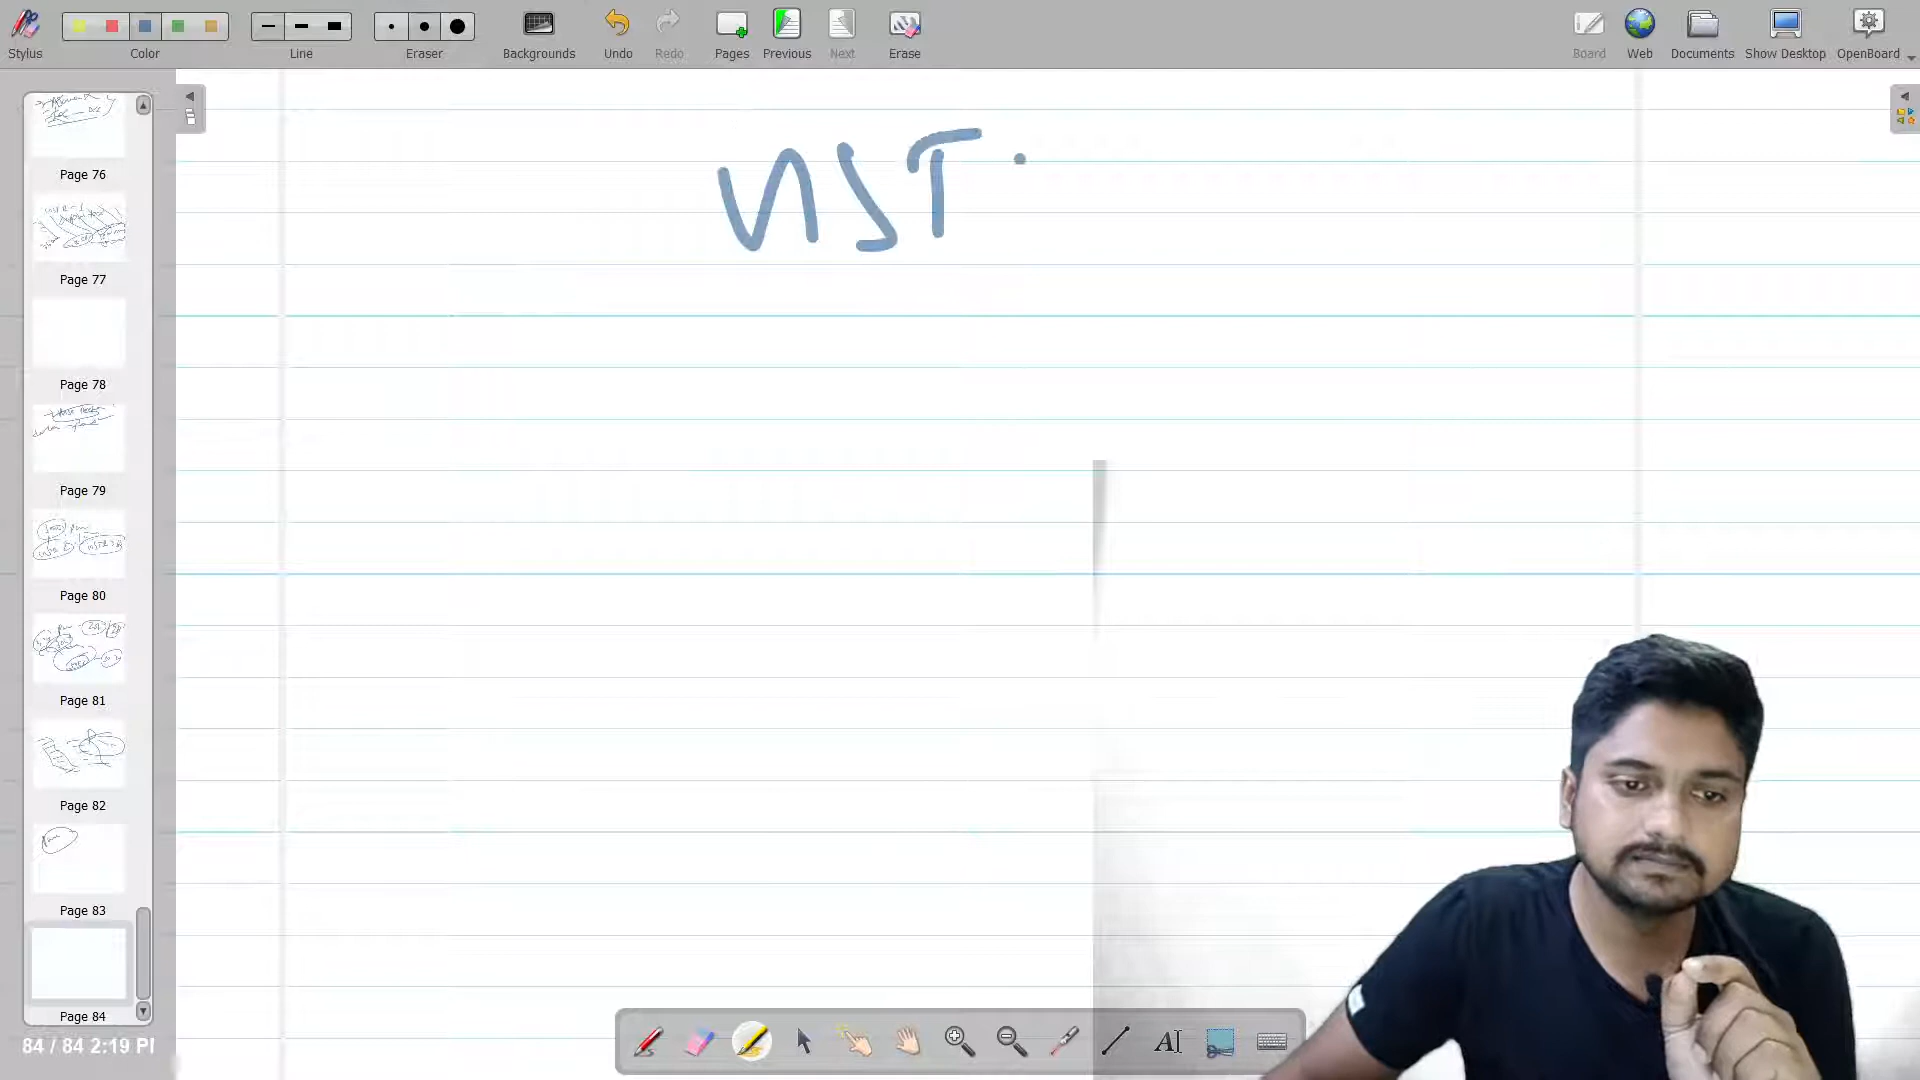 Stylus
Color
Line
Eraser
Backgrounds
Undo
Redo
Pages
Previous
Next
Erase
Board
Web
Documents
Show Desktop
OpenBoard
NST
Page 76
Page 77
Page 78
Page 79
Page 80
Page 81
Page 82
Page 83
Page 84
84 / 84 2:19 P